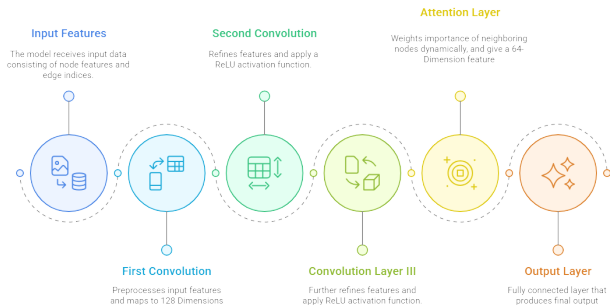 Input Features
The model receives input data
consisting of node features and
edge indices.
First Convolution
Preprocesses input features
and maps to 128 Dimensions
Second Convolution
Refines features and apply a
ReLU activation function.
Convolution Layer III
Further refines features and
apply ReLU activation function.
Attention Layer
Weights importance of neighboring
nodes dynamically, and give a 64-
Dimension feature
Output Layer
Fully connected layer that
produces final output